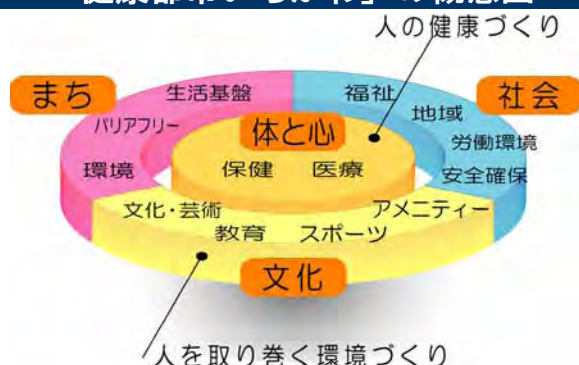 人の健康づくり
まち
社会
生活基盤
福祉
バリアフリー
体と心
地域
労働環境
環境
保健 医療
安全確保
文化・芸術
アメニティー
教育 スポーツ
文化
人を取り巻く環境づくり